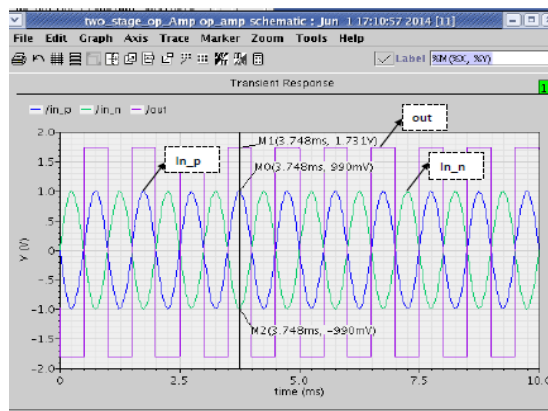 two_stage_op_Amp op_amp schematic : Jun 1 17:10:57 2014 [11]
File Edit Graph Axis Trace Marker Zoom Tools Help
Label %M(%X, %Y)
Transient Response
1
/in_p /in_n /out
2.0
1.5
1.0
.5
0
-.5
-1.0
-1.5
-2.0
Y (V)
M1(3.748ms, 1.731V)
out
In_p
M0(3.748ms, 990mV)
In_n
M2(3.748ms, -990mV)
0 2.5 5.0 7.5 10.0
time (ms)